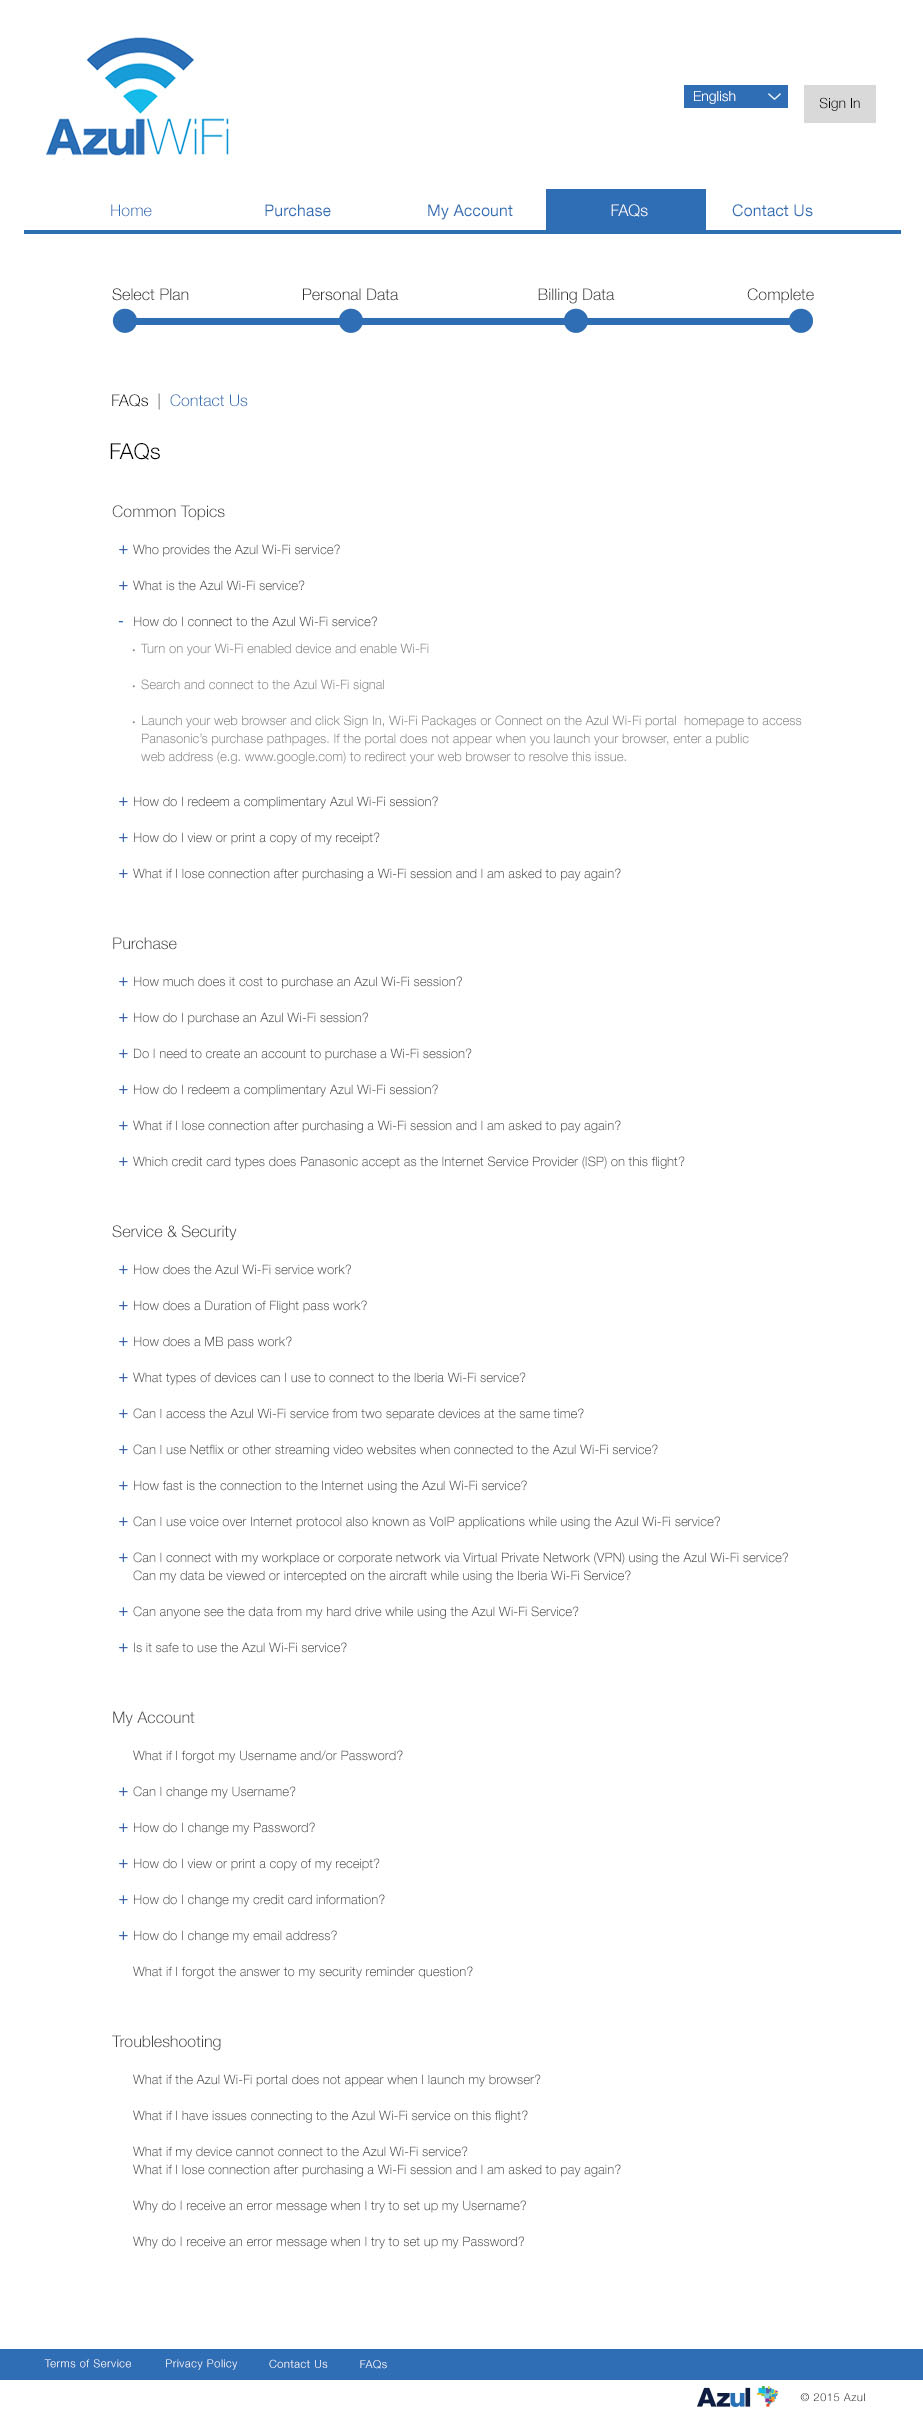 AzulWiFi
English
Sign In
Home
Purchase
My Account
FAQs
Contact Us
Select Plan
Personal Data
Billing Data
Complete
FAQs | Contact Us
FAQs
Common Topics
+ Who provides the Azul Wi-Fi service?
+ What is the Azul Wi-Fi service?
- How do I connect to the Azul Wi-Fi service?
· Turn on your Wi-Fi enabled device and enable Wi-Fi
· Search and connect to the Azul Wi-Fi signal
· Launch your web browser and click Sign In, Wi-Fi Packages or Connect on the Azul Wi-Fi portal  homepage to access
Panasonic's purchase pathpages. If the portal does not appear when you launch your browser, enter a public
web address (e.g. www.google.com) to redirect your web browser to resolve this issue.
+ How do I redeem a complimentary Azul Wi-Fi session?
+ How do I view or print a copy of my receipt?
+ What if I lose connection after purchasing a Wi-Fi session and I am asked to pay again?
Purchase
+ How much does it cost to purchase an Azul Wi-Fi session?
+ How do I purchase an Azul Wi-Fi session?
+ Do I need to create an account to purchase a Wi-Fi session?
+ How do I redeem a complimentary Azul Wi-Fi session?
+ What if I lose connection after purchasing a Wi-Fi session and I am asked to pay again?
+ Which credit card types does Panasonic accept as the Internet Service Provider (ISP) on this flight?
Service & Security
+ How does the Azul Wi-Fi service work?
+ How does a Duration of Flight pass work?
+ How does a MB pass work?
+ What types of devices can I use to connect to the Iberia Wi-Fi service?
+ Can I access the Azul Wi-Fi service from two separate devices at the same time?
+ Can I use Netflix or other streaming video websites when connected to the Azul Wi-Fi service?
+ How fast is the connection to the Internet using the Azul Wi-Fi service?
+ Can I use voice over Internet protocol also known as VoIP applications while using the Azul Wi-Fi service?
+ Can I connect with my workplace or corporate network via Virtual Private Network (VPN) using the Azul Wi-Fi service?
Can my data be viewed or intercepted on the aircraft while using the Iberia Wi-Fi Service?
+ Can anyone see the data from my hard drive while using the Azul Wi-Fi Service?
+ Is it safe to use the Azul Wi-Fi service?
My Account
What if I forgot my Username and/or Password?
+ Can I change my Username?
+ How do I change my Password?
+ How do I view or print a copy of my receipt?
+ How do I change my credit card information?
+ How do I change my email address?
What if I forgot the answer to my security reminder question?
Troubleshooting
What if the Azul Wi-Fi portal does not appear when I launch my browser?
What if I have issues connecting to the Azul Wi-Fi service on this flight?
What if my device cannot connect to the Azul Wi-Fi service?
What if I lose connection after purchasing a Wi-Fi session and I am asked to pay again?
Why do I receive an error message when I try to set up my Username?
Why do I receive an error message when I try to set up my Password?
Terms of Service
Privacy Policy
Contact Us
FAQs
Azul
© 2015 Azul